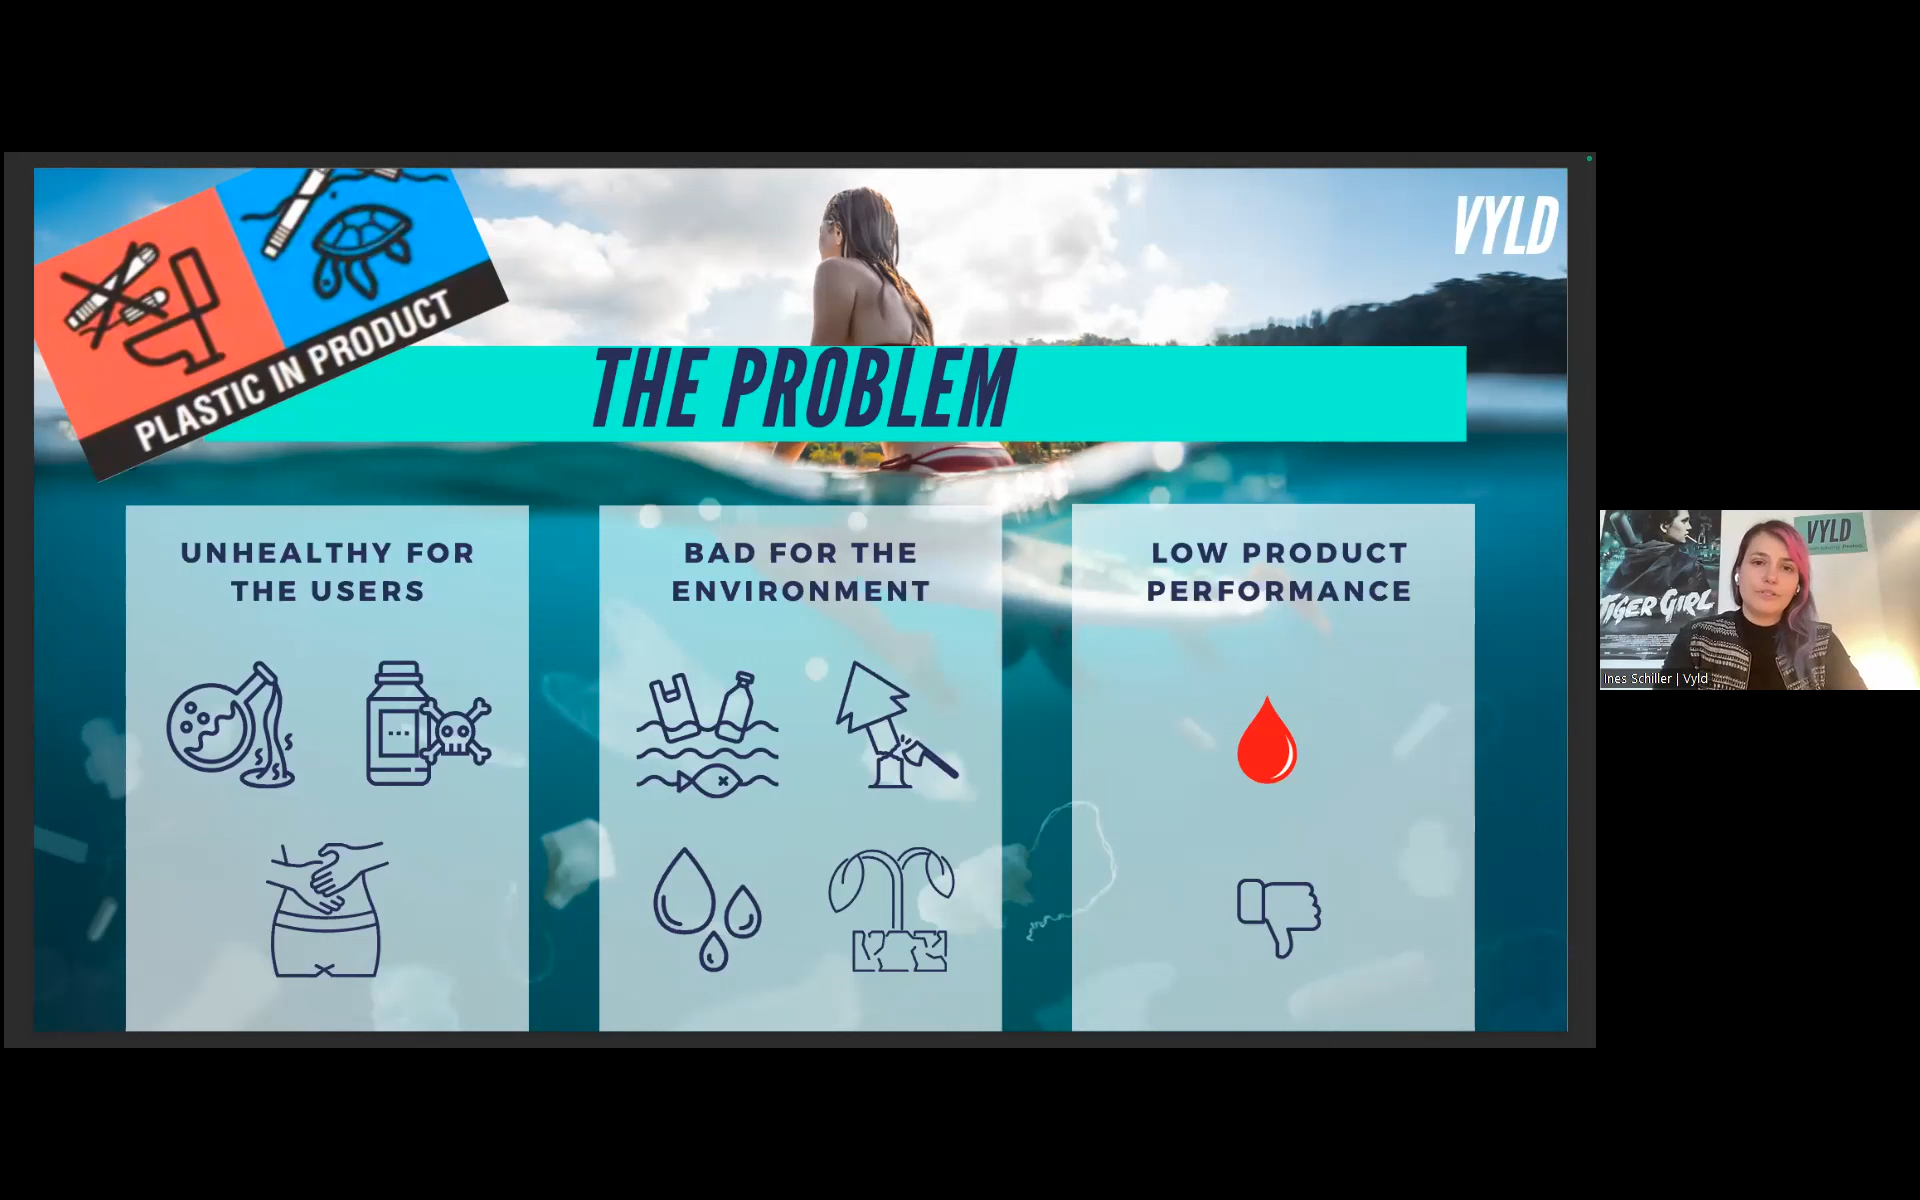 PLASTIC IN PRODUCT
VYLD
THE PROBLEM
UNHEALTHY FOR
THE USERS
BAD FOR THE
ENVIRONMENT
LOW PRODUCT
PERFORMANCE
TIGER GIRL
VYLD
Ines Schiller | Vyld